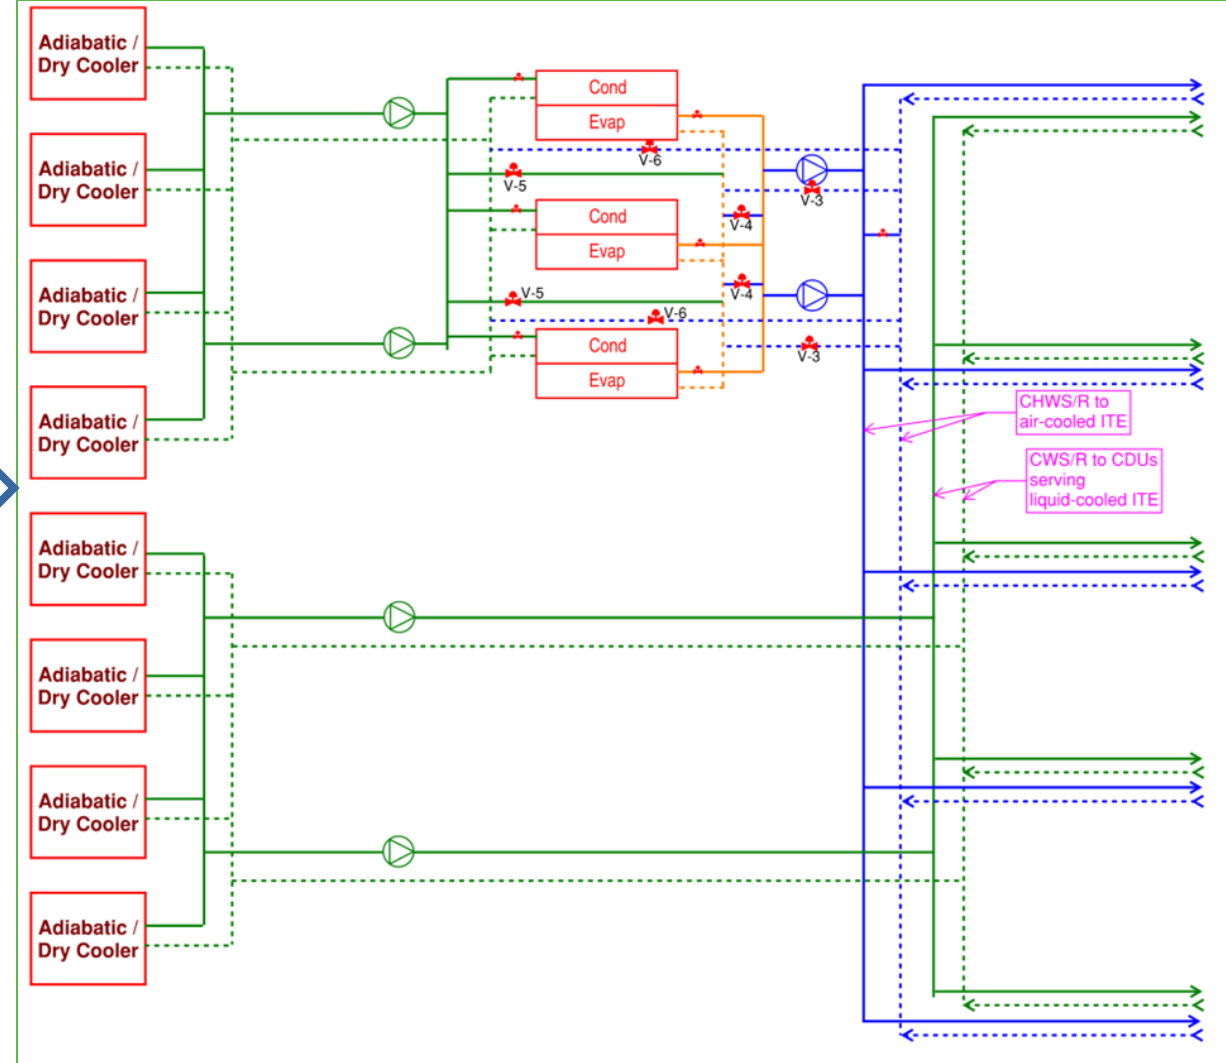 Adiabatic /
Dry Cooler
Adiabatic /
Dry Cooler
Adiabatic /
Dry Cooler
Adiabatic /
Dry Cooler
Cond
Evap
V-6
V-5
V-3
Cond
Evap
V-4
V-4
V-5
V-6
V-3
Cond
Evap
CHWS/R to
air-cooled ITE
CWS/R to CDUs
serving
liquid-cooled ITE
Adiabatic /
Dry Cooler
Adiabatic /
Dry Cooler
Adiabatic /
Dry Cooler
Adiabatic /
Dry Cooler